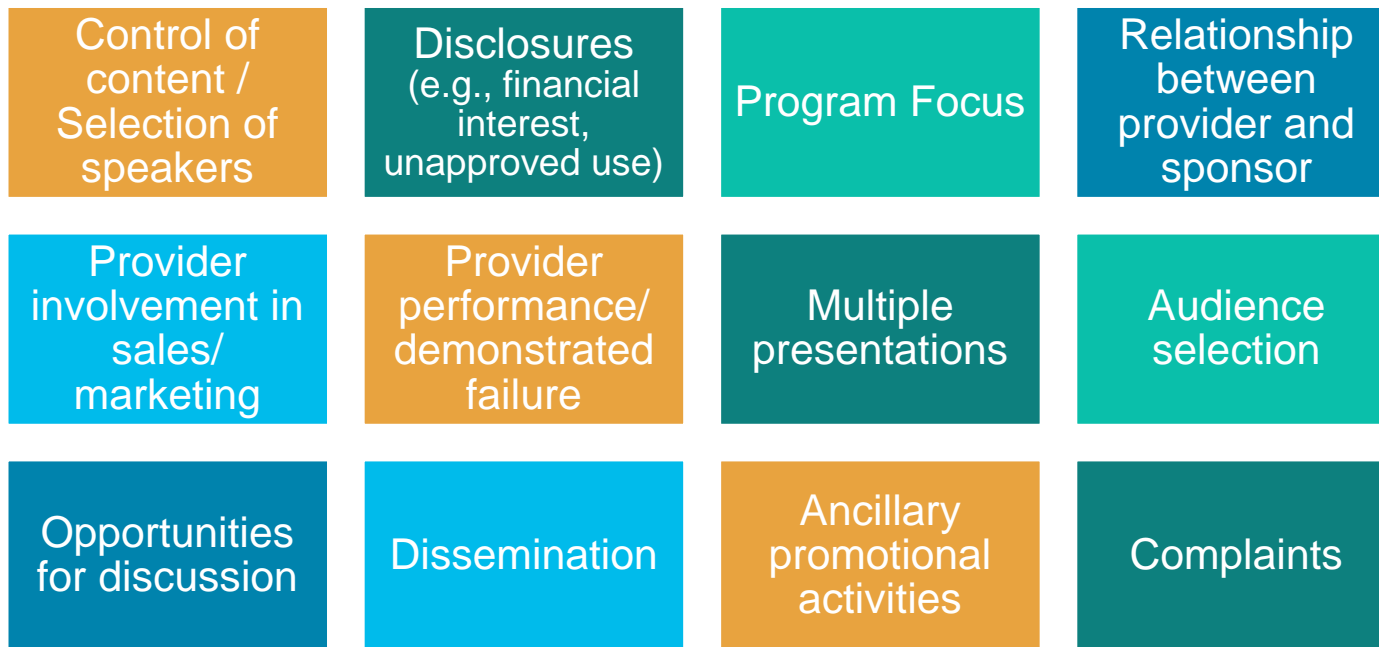 Control of
content /
Selection of
speakers
Disclosures
(e.g., financial
interest,
unapproved use)
Program Focus
Relationship
between
provider and
sponsor
Provider
involvement in
sales/
marketing
Provider
performance/
demonstrated
failure
Multiple
presentations
Audience
selection
Opportunities
for discussion
Dissemination
Ancillary
promotional
activities
Complaints